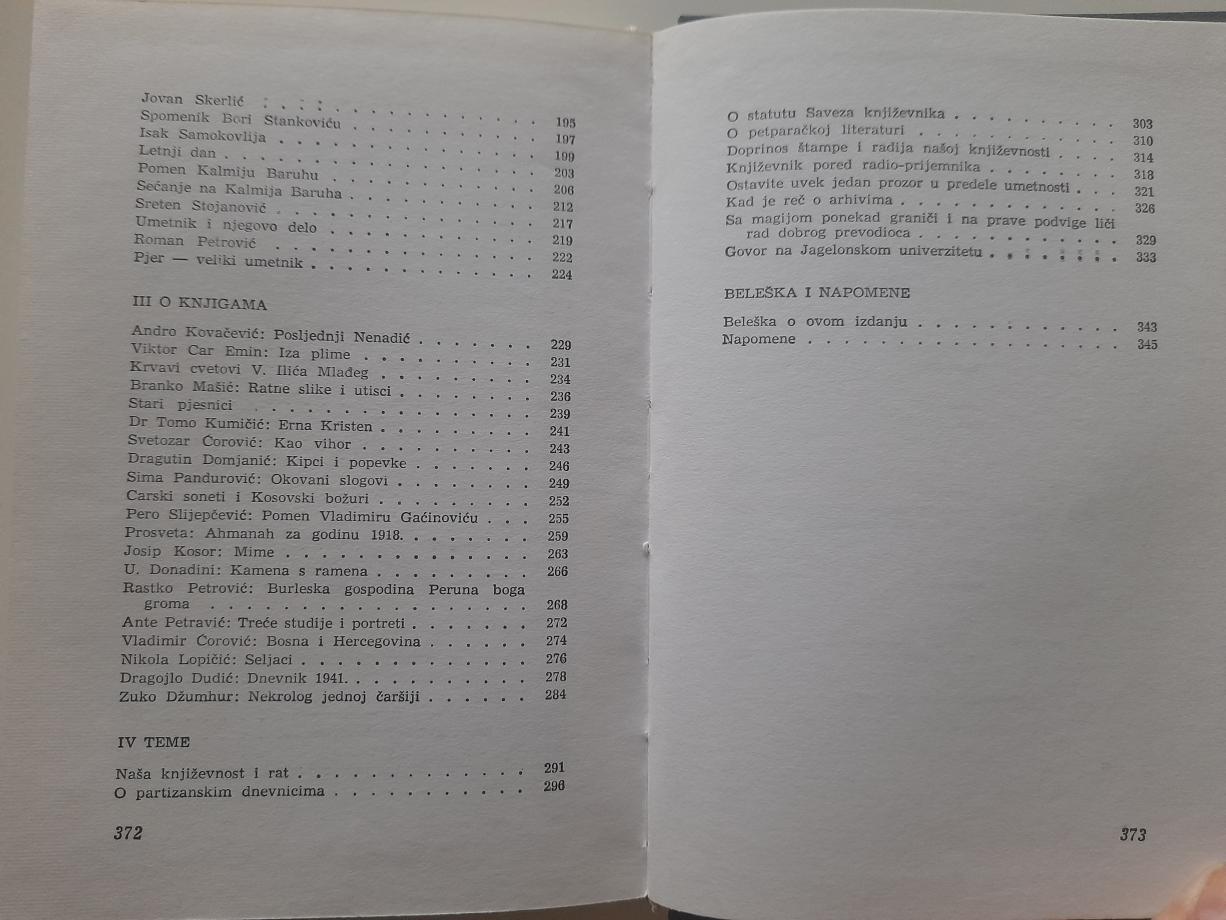 Jovan Skerlić . . . . . . . . . . . . . . . 195
Spomenik Bori Stankoviću . . . . . . . . . . 197
Isak Samokovlija . . . . . . . . . . . . . . 199
Letnji dan . . . . . . . . . . . . . . . . . 203
Pomen Kalmiju Baruhu . . . . . . . . . . . 206
Sećanje na Kalmija Baruha . . . . . . . . . . 212
Sreten Stojanović . . . . . . . . . . . . . . 217
Umetnik i njegovo delo . . . . . . . . . . . 219
Roman Petrović . . . . . . . . . . . . . . 222
Pjer — veliki umetnik . . . . . . . . . . . . 224
III O KNJIGAMA
Andro Kovačević: Posljednji Nenadić . . . . . . . 229
Viktor Car Emin: Iza plime . . . . . . . . . . 231
Krvavi cvetovi V. Ilića Mlađeg . . . . . . . . . 234
Branko Mašić: Ratne slike i utisci . . . . . . . . 236
Stari pjesnici . . . . . . . . . . . . . . . 239
Dr Tomo Kumičić: Erna Kristen . . . . . . . . . 241
Svetozar Ćorović: Kao vihor . . . . . . . . . . 243
Dragutin Domjanić: Kipci i popevke . . . . . . . 246
Sima Pandurović: Okovani slogovi . . . . . . . . 249
Carski soneti i Kosovski božuri . . . . . . . . . 252
Pero Slijepčević: Pomen Vladimiru Gaćinoviću . . . 255
Prosveta: Ahmanah za godinu 1918. . . . . . . . 259
Josip Kosor: Mime . . . . . . . . . . . . . . 263
U. Donadini: Kamena s ramena . . . . . . . . . 266
Rastko Petrović: Burleska gospodina Peruna boga
groma . . . . . . . . . . . . . . . . . . 268
Ante Petravić: Treće studije i portreti . . . . . . . 272
Vladimir Ćorović: Bosna i Hercegovina . . . . . . 274
Nikola Lopičić: Seljaci . . . . . . . . . . . . . 276
Dragojlo Dudić: Dnevnik 1941. . . . . . . . . . . 278
Zuko Džumhur: Nekrolog jednoj čaršiji . . . . . . 284
IV TEME
Naša književnost i rat . . . . . . . . . . . . . 291
O partizanskim dnevnicima . . . . . . . . . . . 296
372
O statutu Saveza književnika . . . . . . . . . . 303
O petparačkoj literaturi . . . . . . . . . . . 310
Doprinos štampe i radija našoj književnosti . . . . 314
Književnik pored radio-prijemnika . . . . . . . . 318
Ostavite uvek jedan prozor u predele umetnosti . . . 321
Kad je reč o arhivima . . . . . . . . . . . . . 326
Sa magijom ponekad graniči i na prave podvige liči
rad dobrog prevodioca . . . . . . . . . . . . 329
Govor na Jagelonskom univerzitetu . . . . . . . . 333
BELEŠKA I NAPOMENE
Beleška o ovom izdanju . . . . . . . . . . . . 343
Napomene . . . . . . . . . . . . . . . . . . 345
373